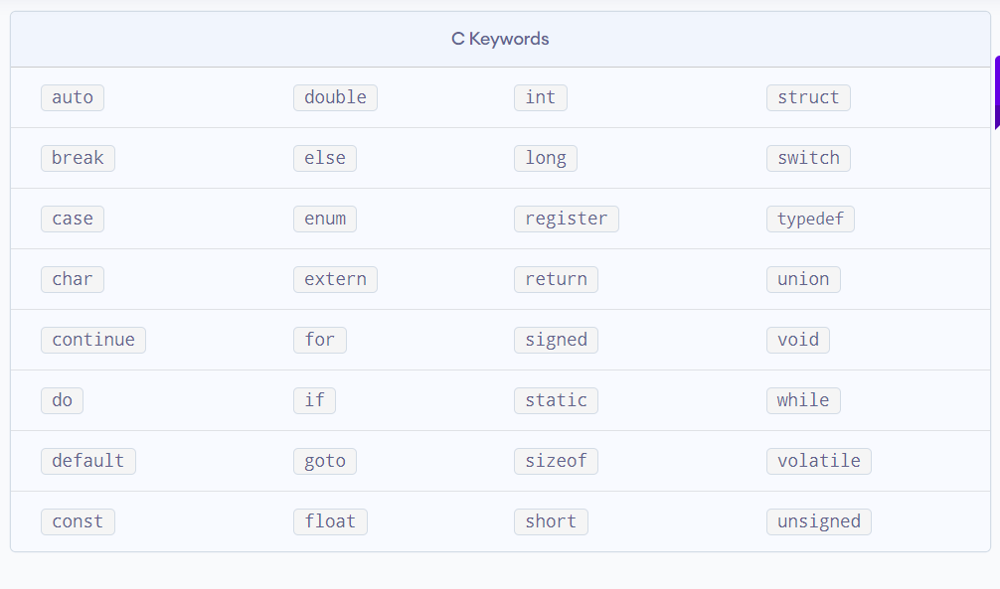 C Keywords
auto double int struct
break else long switch
case enum register typedef
char extern return union
continue for signed void
do if static while
default goto sizeof volatile
const float short unsigned